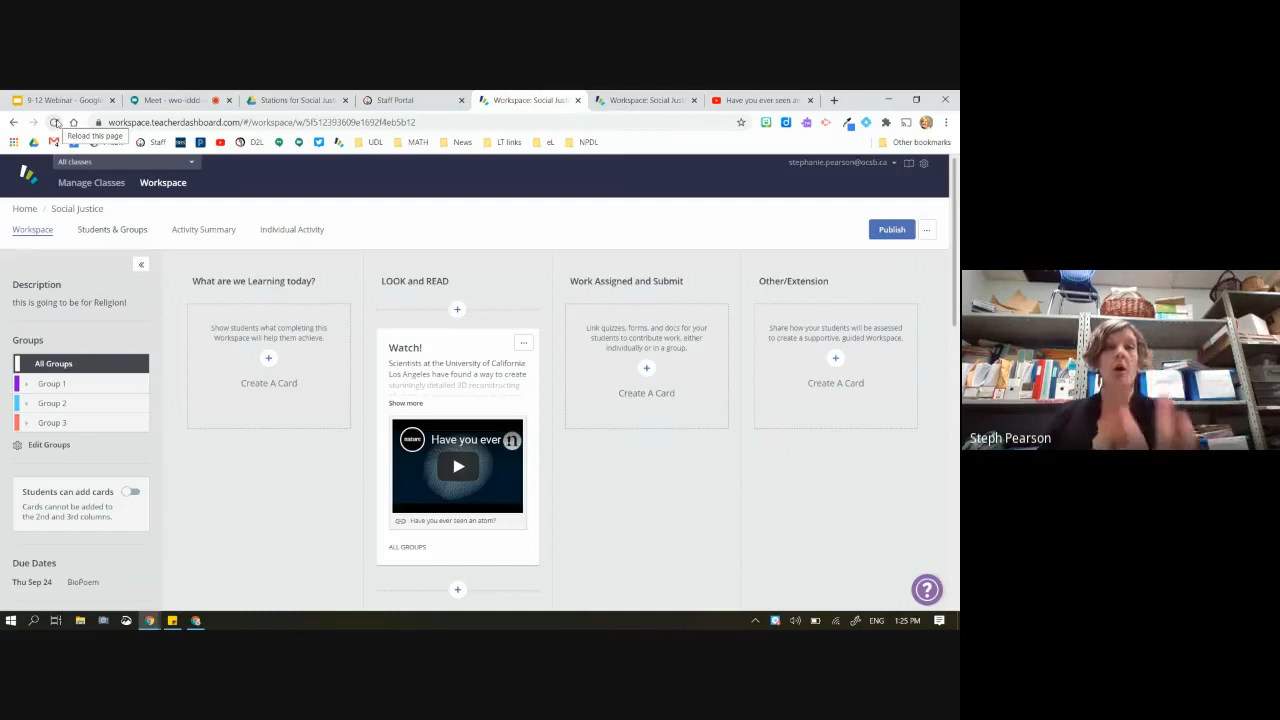 9-12 Webinar - Google
Meet - wvo-iddd-
Stations for Social Just
Staff Portal
Workspace: Social Just
Workspace: Social Just
Have you ever seen an
workspace.teacherdashboard.com/#/workspace/w/5f512393609e1692f4eb5b12
Reload this page
Staff
D2L
UDL
MATH
News
LT links
eL
NPDL
Other bookmarks
All classes
stephanie.pearson@ocsb.ca
Manage Classes
Workspace
Home / Social Justice
Workspace
Students & Groups
Activity Summary
Individual Activity
Publish
...
Description
this is going to be for Religion!
Groups
All Groups
Group 1
Group 2
Group 3
Edit Groups
Students can add cards
Cards cannot be added to
the 2nd and 3rd columns.
Due Dates
Thu Sep 24 BioPoem
What are we Learning today?
Show students what completing this
Workspace will help them achieve.
Create A Card
LOOK and READ
Watch!
...
Scientists at the University of California
Los Angeles have found a way to create
stunningly detailed 3D reconstructing
Show more
nature
Have you ever
n
Have you ever seen an atom?
ALL GROUPS
Work Assigned and Submit
Link quizzes, forms, and docs for your
students to contribute work, either
individually or in a group.
Create A Card
Other/Extension
Share how your students will be assessed
to create a supportive, guided Workspace.
Create A Card
?
ENG
1:25 PM
Steph Pearson